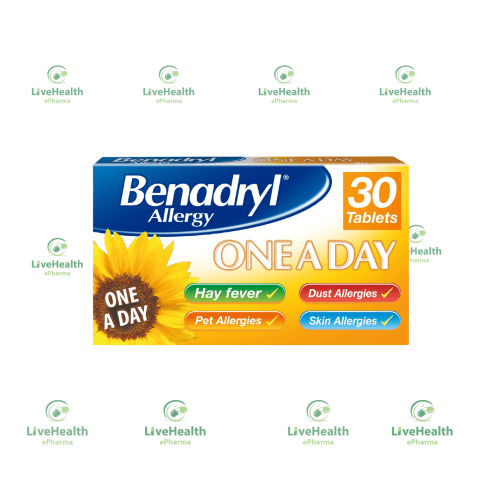 LiveHealth
ePharma
LiveHealth
ePharma
LiveHealth
ePharma
LiveHealth
ePharma
Benadryl®
Allergy
30
Tablets
ONE A DAY
ONE
A DAY
Hay fever
Dust Allergies
Pet Allergies
Skin Allergies
LiveHealth
ePharma
LiveHealth
LiveHealth
ePharma
LiveHealth
ePharma
LiveHealth
ePharma
LiveHealth
ePharma